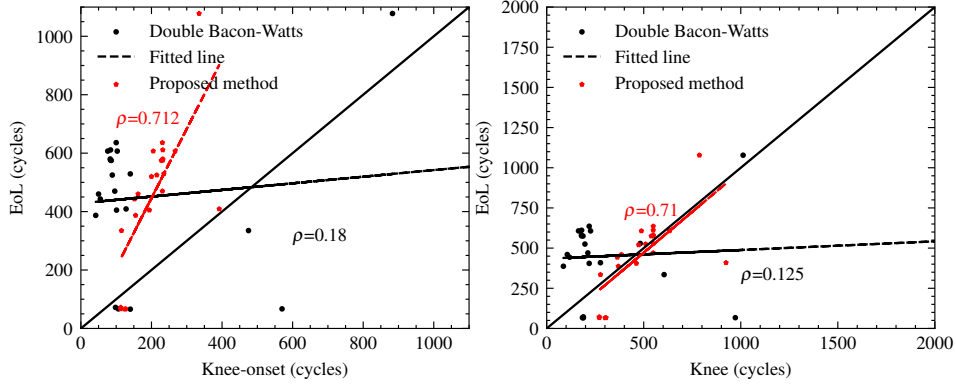 1000
800
600
400
200
0
EoL (cycles)
Double Bacon-Watts
Fitted line
Proposed method
ρ=0.712
ρ=0.18
0 200 400 600 800 1000
Knee-onset (cycles)
2000
1750
1500
1250
1000
750
500
250
0
EoL (cycles)
Double Bacon-Watts
Fitted line
Proposed method
ρ=0.71
ρ=0.125
0 500 1000 1500 2000
Knee (cycles)